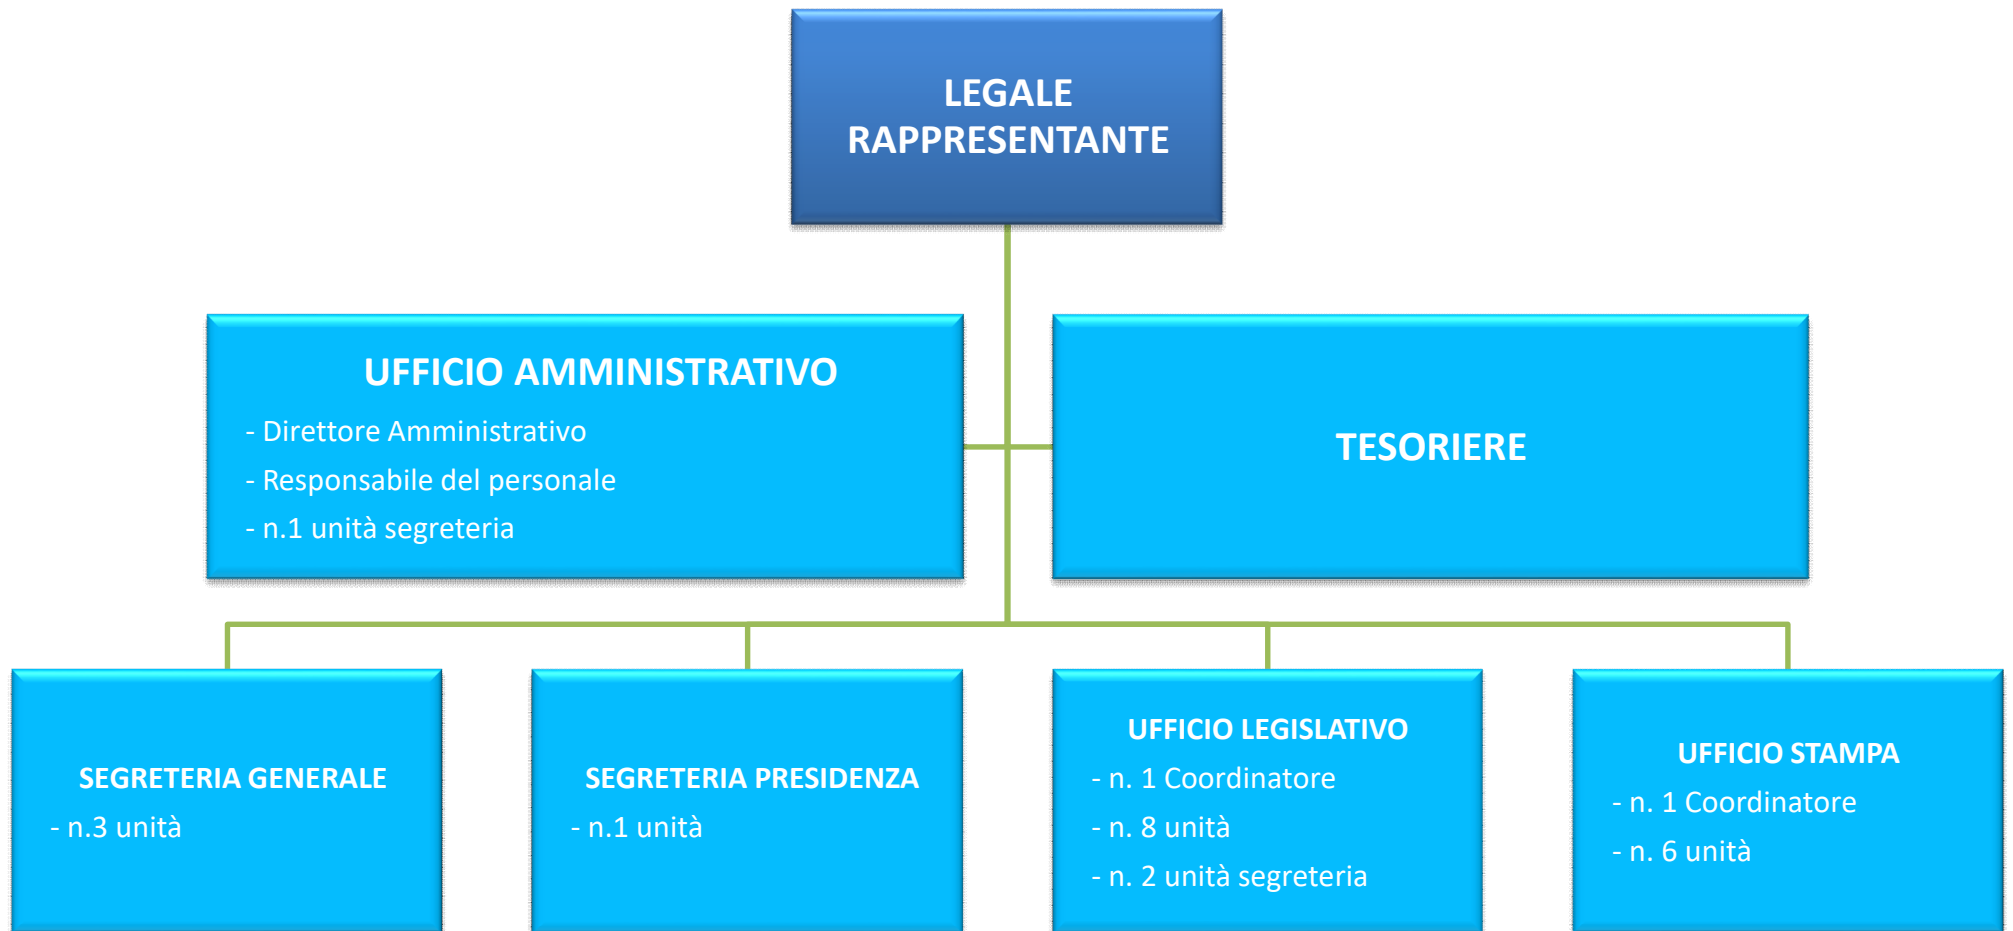 LEGALE
RAPPRESENTANTE
UFFICIO AMMINISTRATIVO
- Direttore Amministrativo
- Responsabile del personale
- n.1 unità segreteria
TESORIERE
SEGRETERIA GENERALE
- n.3 unità
SEGRETERIA PRESIDENZA
- n.1 unità
UFFICIO LEGISLATIVO
- n. 1 Coordinatore
- n. 8 unità
- n. 2 unità segreteria
UFFICIO STAMPA
- n. 1 Coordinatore
- n. 6 unità